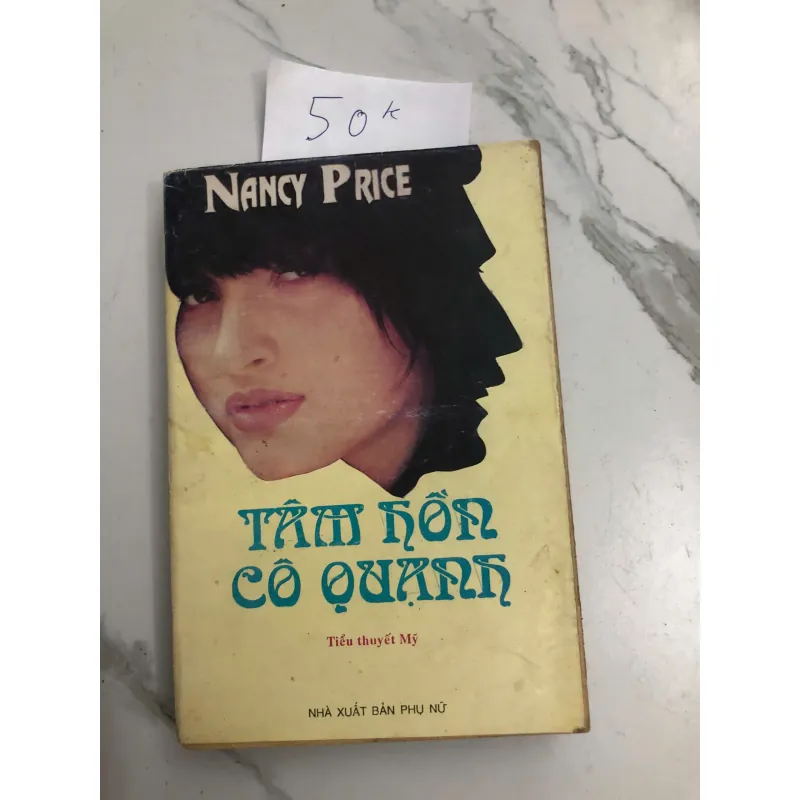 50k
NANCY PRICE
TÂM HỒN
CÔ QUẠNH
Tiểu thuyết Mỹ
NHÀ XUẤT BẢN PHỤ NỮ